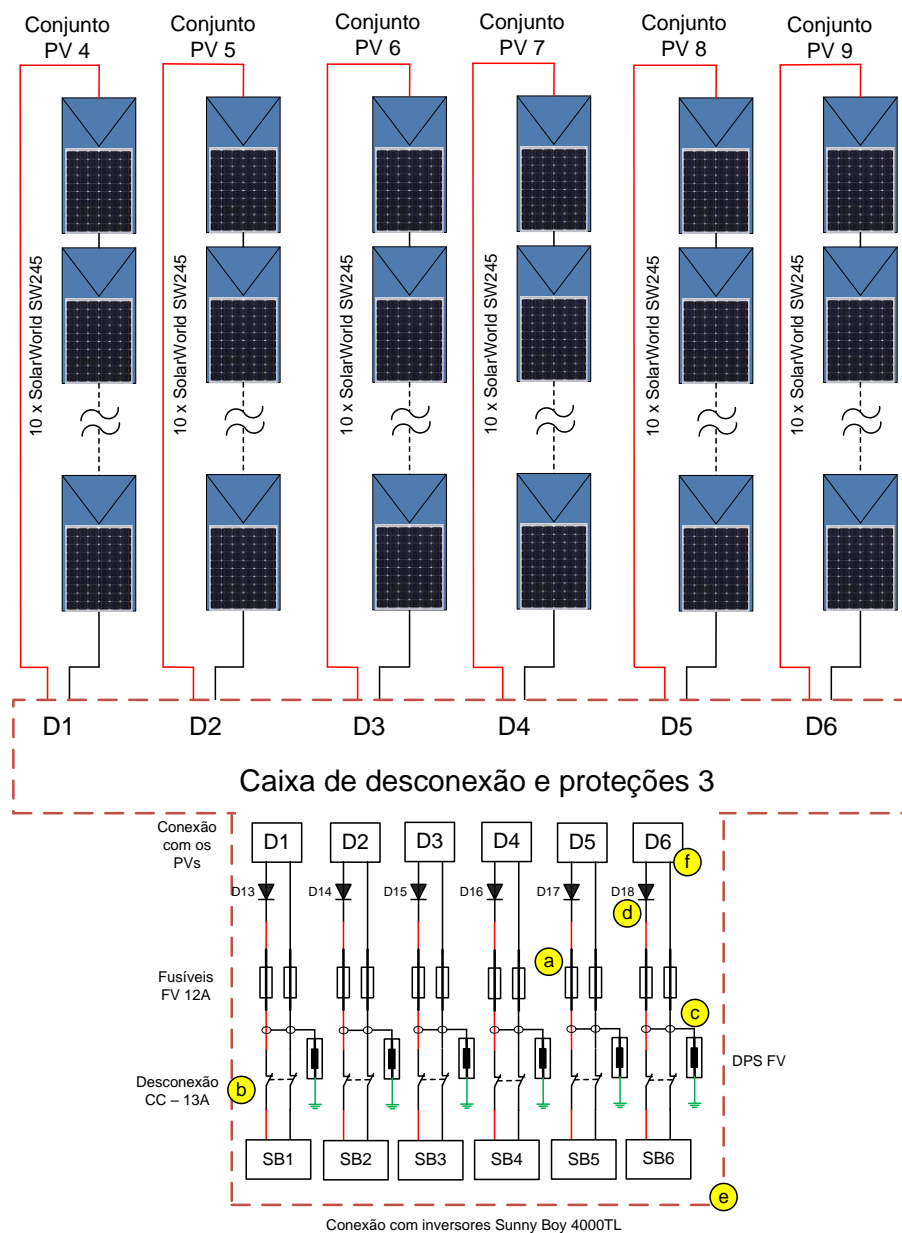 Conjunto
PV 4
Conjunto
PV 5
Conjunto
PV 6
Conjunto
PV 7
Conjunto
PV 8
Conjunto
PV 9
10 x SolarWorld SW245
10 x SolarWorld SW245
10 x SolarWorld SW245
10 x SolarWorld SW245
10 x SolarWorld SW245
10 x SolarWorld SW245
D1
D2
D3
D4
D5
D6
Caixa de desconexão e proteções 3
Conexão
com os
PVs
D1
D2
D3
D4
D5
D6
f
D13
D14
D15
D16
D17
D18
d
a
Fusíveis
FV 12A
c
DPS FV
Desconexão
CC – 13A
b
SB1
SB2
SB3
SB4
SB5
SB6
e
Conexão com inversores Sunny Boy 4000TL